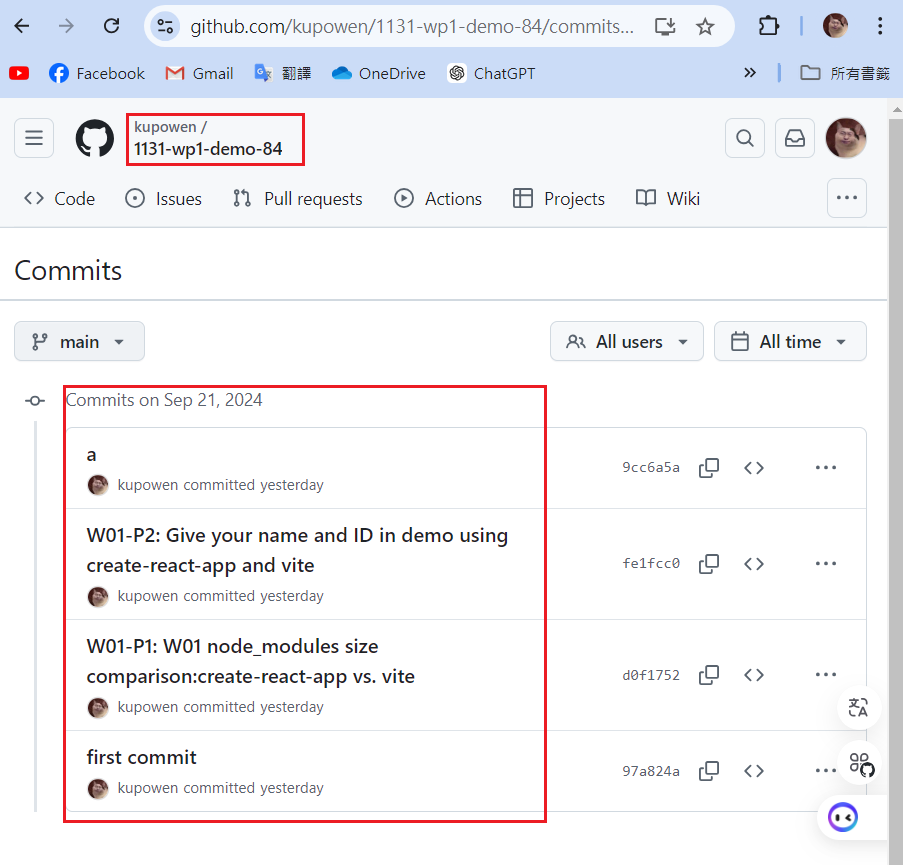 github.com/kupowen/1131-wp1-demo-84/commits...
Facebook Gmail 翻譯 OneDrive ChatGPT » 所有書籤
kupowen /
1131-wp1-demo-84
Code Issues Pull requests Actions Projects Wiki
Commits
main All users All time
Commits on Sep 21, 2024
a
kupowen committed yesterday
9cc6a5a
W01-P2: Give your name and ID in demo using
create-react-app and vite
kupowen committed yesterday
fe1fcc0
W01-P1: W01 node_modules size
comparison:create-react-app vs. vite
kupowen committed yesterday
d0f1752
first commit
kupowen committed yesterday
97a824a